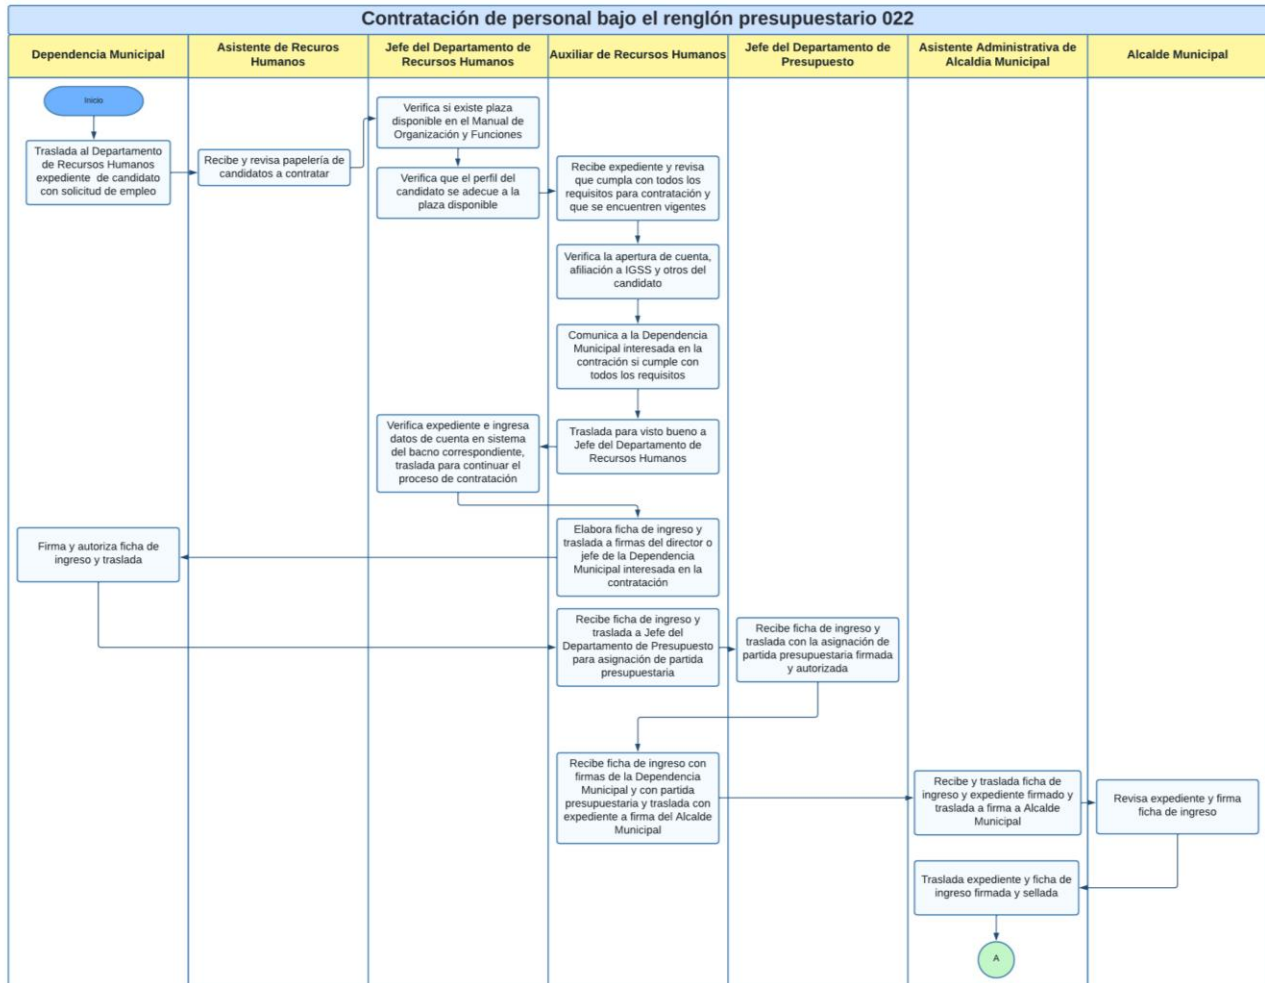 Contratación de personal bajo el renglón presupuestario 022
Dependencia Municipal
Asistente de Recuros
Humanos
Jefe del Departamento de
Recursos Humanos
Auxiliar de Recursos Humanos
Jefe del Departamento de
Presupuesto
Asistente Administrativa de
Alcaldia Municipal
Alcalde Municipal
Inicio
Traslada al Departamento
de Recursos Humanos
expediente de candidato
con solicitud de empleo
Recibe y revisa papelería de
candidatos a contratar
Verifica si existe plaza
disponible en el Manual de
Organización y Funciones
Verifica que el perfil del
candidato se adecue a la
plaza disponible
Recibe expediente y revisa
que cumpla con todos los
requisitos para contratación y
que se encuentren vigentes
Verifica la apertura de cuenta,
afiliación a IGSS y otros del
candidato
Comunica a la Dependencia
Municipal interesada en la
contración si cumple con
todos los requisitos
Traslada para visto bueno a
Jefe del Departamento de
Recursos Humanos
Verifica expediente e ingresa
datos de cuenta en sistema
del bacno correspondiente,
traslada para continuar el
proceso de contratación
Elabora ficha de ingreso y
traslada a firmas del director o
jefe de la Dependencia
Municipal interesada en la
contratación
Firma y autoriza ficha de
ingreso y traslada
Recibe ficha de ingreso y
traslada a Jefe del
Departamento de Presupuesto
para asignación de partida
presupuestaria
Recibe ficha de ingreso y
traslada con la asignación de
partida presupuestaria firmada
y autorizada
Recibe ficha de ingreso con
firmas de la Dependencia
Municipal y con partida
presupuestaria y traslada con
expediente a firma del Alcalde
Municipal
Recibe y traslada ficha de
ingreso y expediente firmado y
traslada a firma a Alcalde
Municipal
Revisa expediente y firma
ficha de ingreso
Traslada expediente y ficha de
ingreso firmada y sellada
A